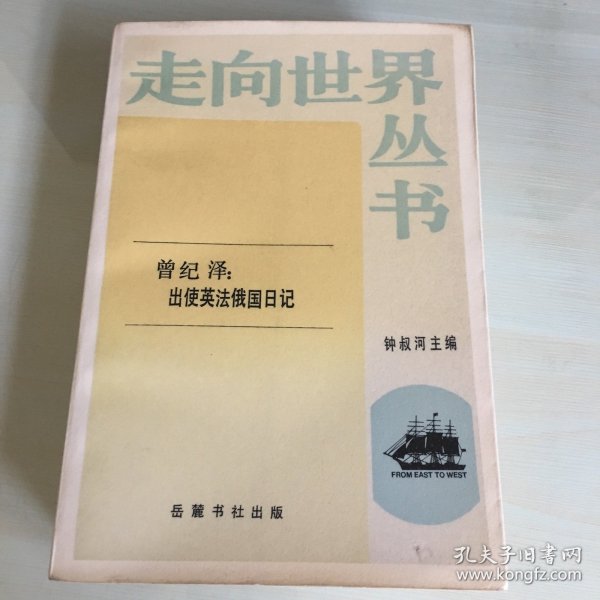 走向世界丛书
曾纪泽：
出使英法俄国日记
钟叔河主编
FROM EAST TO WEST
岳麓书社出版
孔夫子旧书网
www.kongfz.com